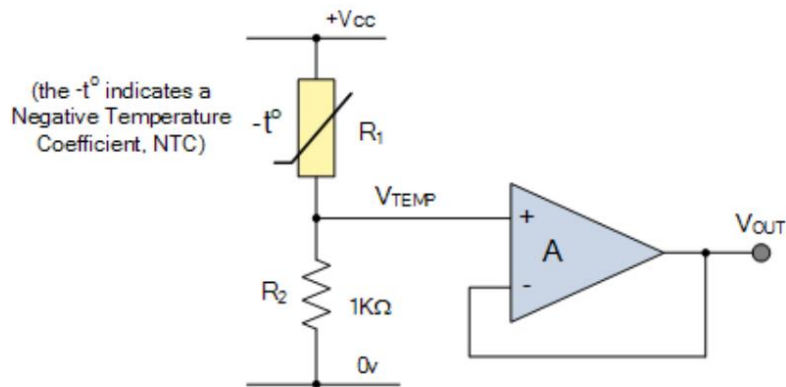 +Vcc
(the -t° indicates a
Negative Temperature
Coefficient, NTC)
-t°
R₁
VTEMP
+
A
-
VOUT
R₂
1KΩ
0v